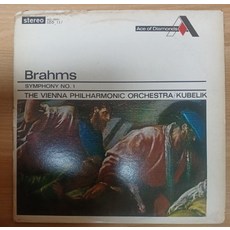 stereo
Ace of Diamonds
Brahms
SYMPHONY NO. 1
THE VIENNA PHILHARMONIC ORCHESTRA/KUBELIK